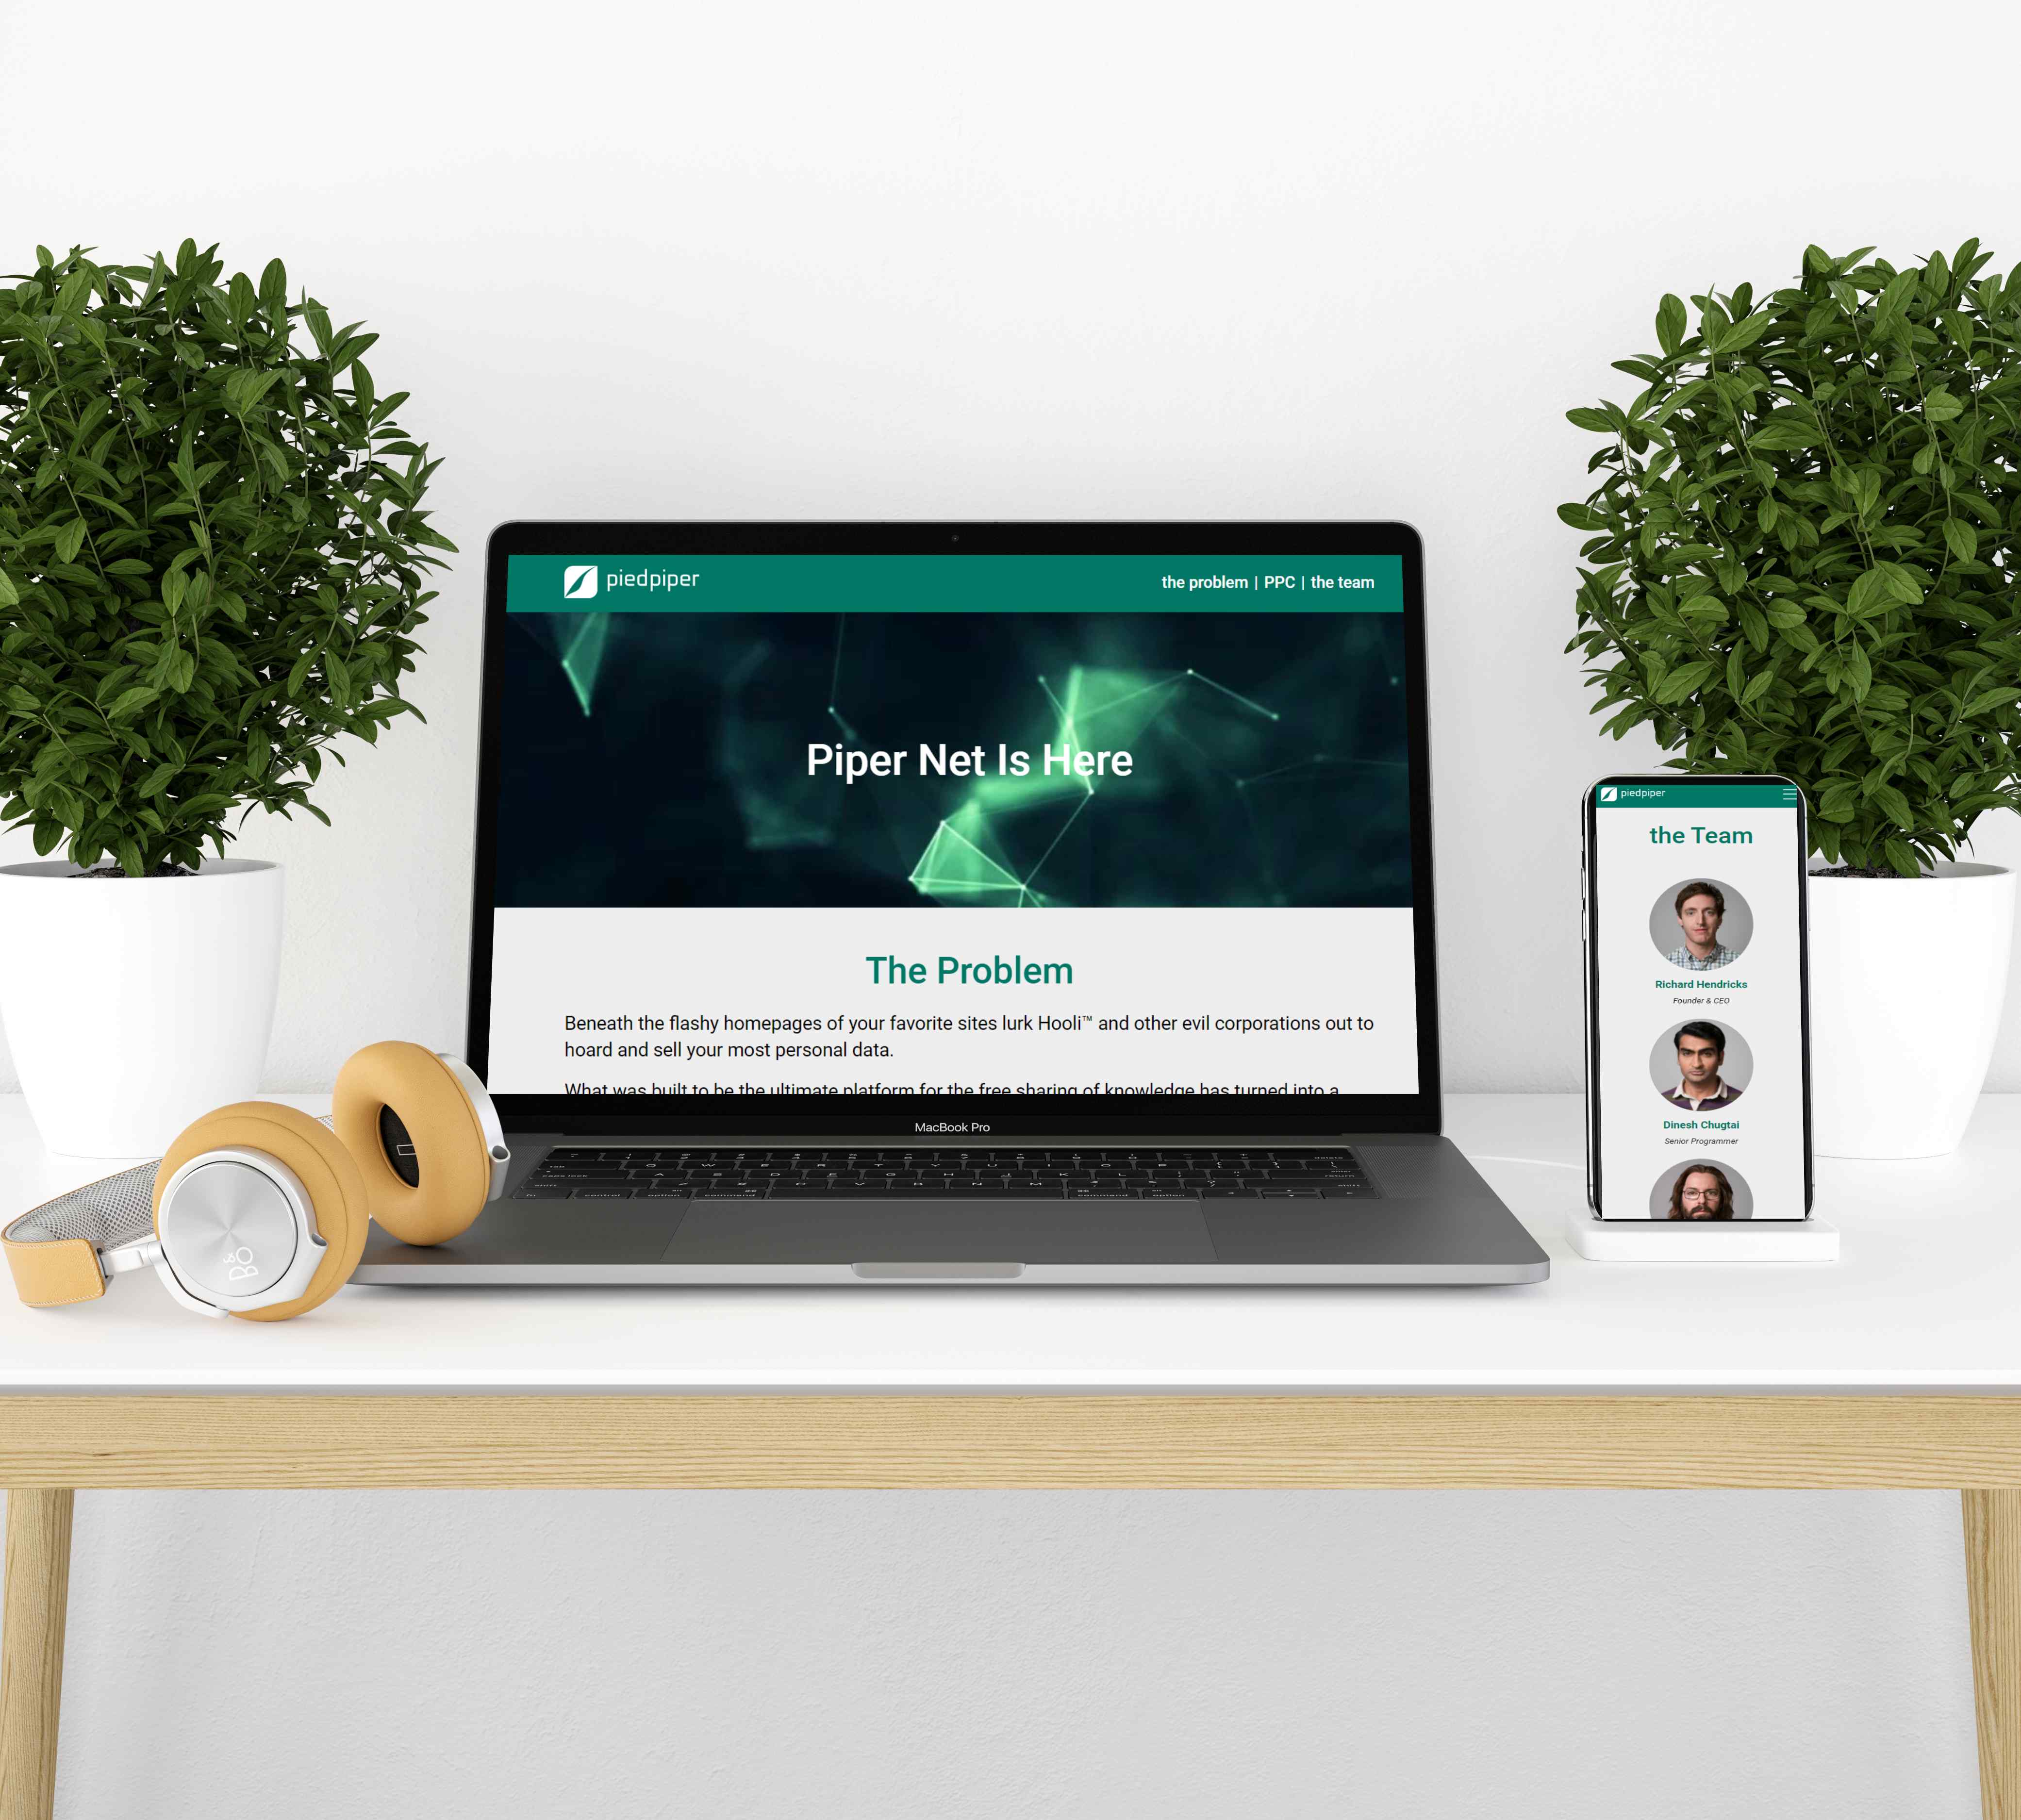 piedpiper
the problem | PPC | the team
Piper Net Is Here
The Problem
Beneath the flashy homepages of your favorite sites lurk Hooli™ and other evil corporations out to
hoard and sell your most personal data.
What was built to be the ultimate platform for the free sharing of knowledge has turned into a
MacBook Pro
piedpiper
the Team
Richard Hendricks
Founder & CEO
Dinesh Chugtai
Senior Programmer
B&O